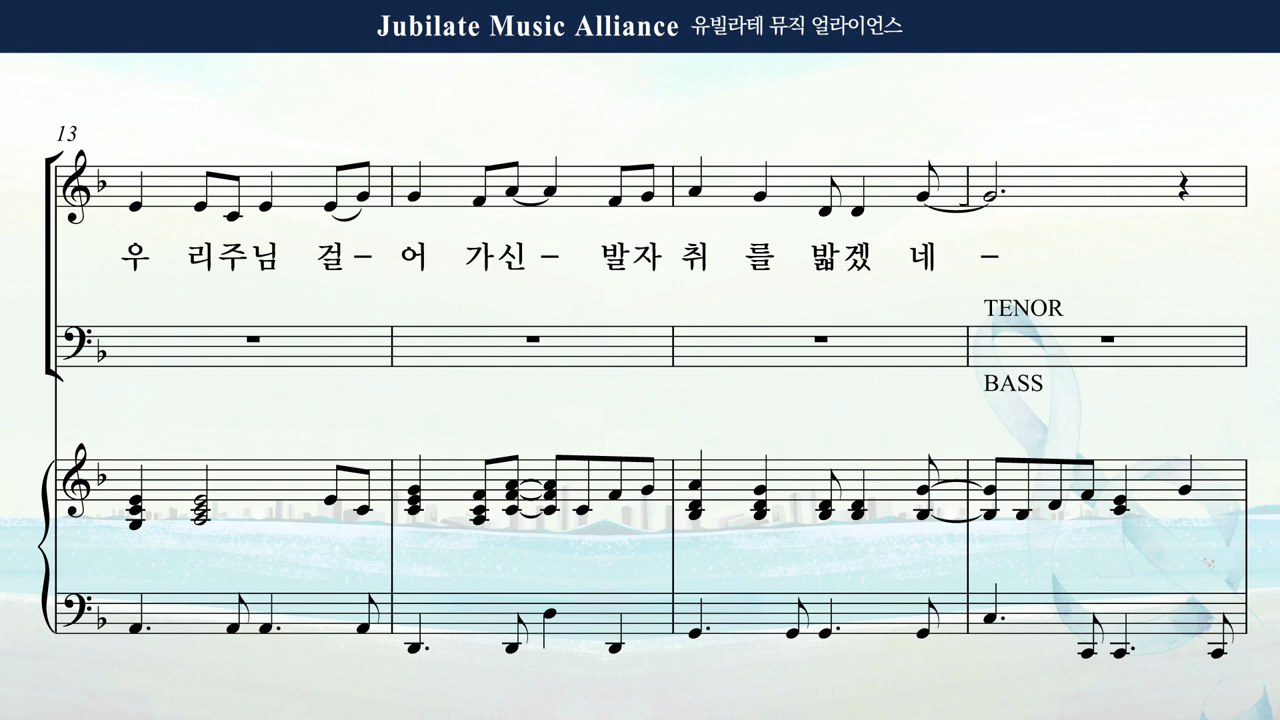 Jubilate Music Alliance 유빌라테 뮤직 얼라이언스
13
우 리주님 걸 – 어 가신 – 발자 취 를 밟겠 네 –
TENOR
BASS